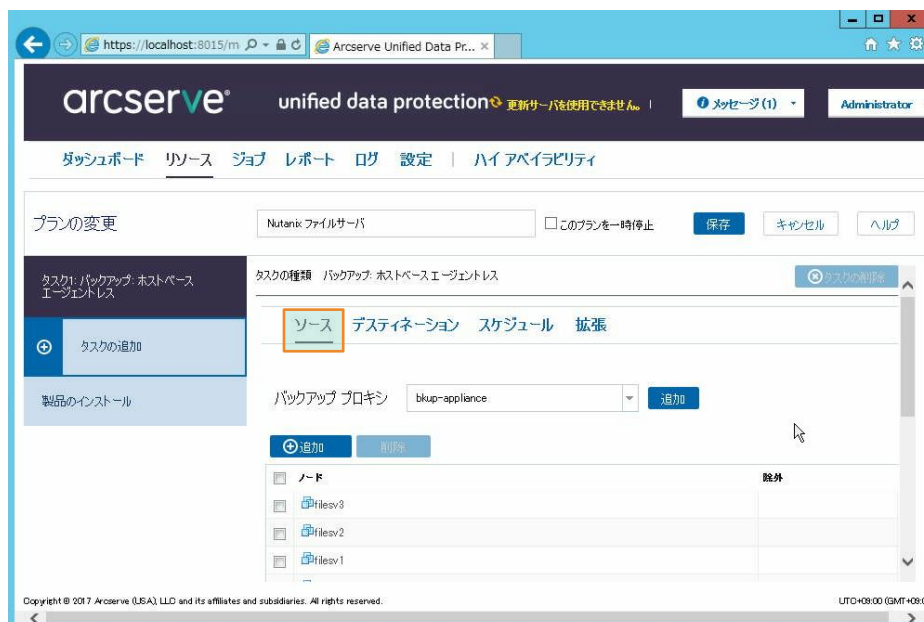 https://localhost:8015/m
Arcserve Unified Data Pr...
arcserve®
unified data protection
更新サーバを使用できません。
メッセージ (1)
Administrator
ダッシュボード リソース ジョブ レポート ログ 設定 | ハイ アベイラビリティ
プランの変更
Nutanix ファイルサーバ
このプランを一時停止
保存
キャンセル
ヘルプ
タスク1: バックアップ: ホストベース
エージェントレス
タスクの種類 バックアップ: ホストベース エージェントレス
タスクの削除
タスクの追加
製品のインストール
ソース デスティネーション スケジュール 拡張
バックアップ プロキシ
bkup-appliance
追加
追加
削除
ノード
除外
filesv3
filesv2
filesv1
Copyright © 2017 Arcserve (USA), LLC and its affiliates and subsidiaries. All rights reserved.
UTC+09:00 (GMT+09:0